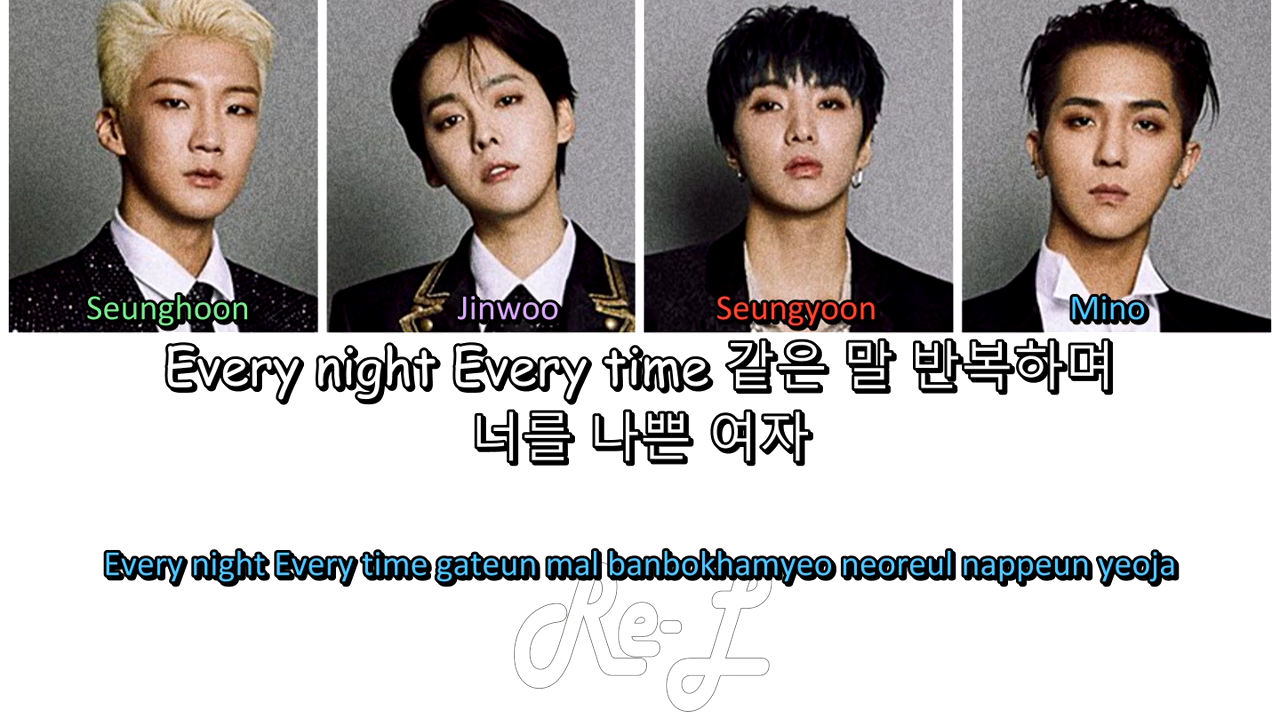 Seunghoon
Jinwoo
Seungyoon
Mino
Every night Every time 같은 말 반복하며
너를 나쁜 여자
Every night Every time gateun mal banbokhamyeo neoreul nappeun yeoja
Re-L